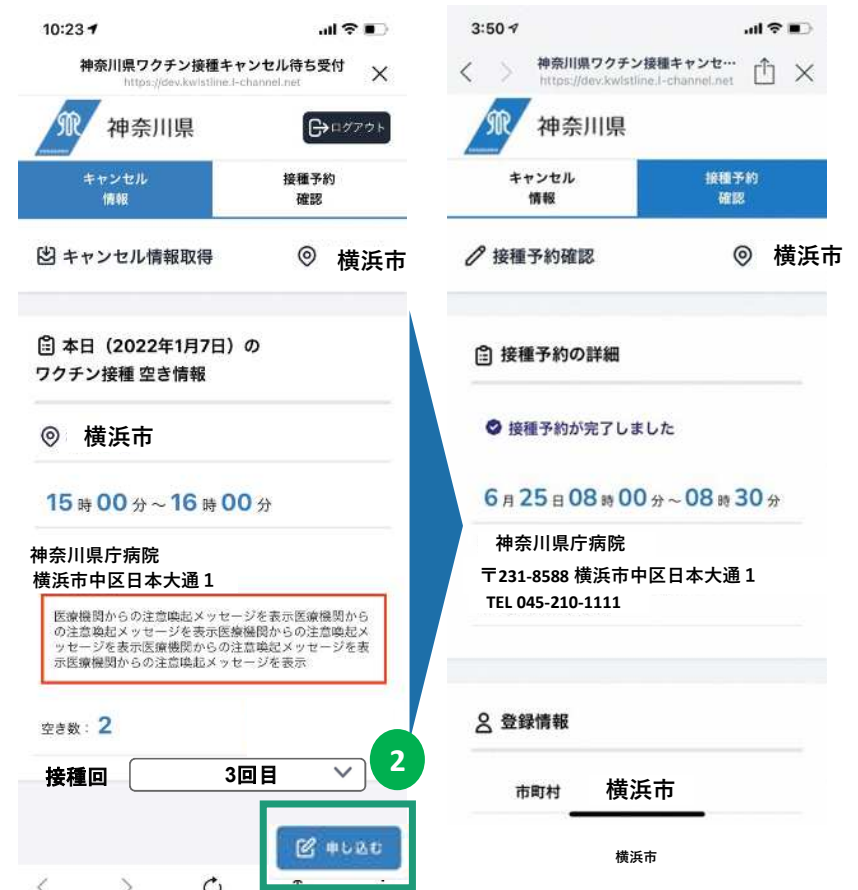 10:23
神奈川県ワクチン接種キャンセル待ち受付
https://dev.kwlstline.l-channel.net
神奈川県
ログアウト
キャンセル
情報
接種予約
確認
キャンセル情報取得
横浜市
本日(2022年1月7日)の
ワクチン接種 空き情報
横浜市
15時00分~16時00分
神奈川県庁病院
横浜市中区日本大通1
医療機関からの注意喚起メッセージを表示医療機関から
の注意喚起メッセージを表示医療機関からの注意喚起メ
ッセージを表示医療機関からの注意喚起メッセージを表
示医療機関からの注意喚起メッセージを表示
空き数: 2
接種回
3回目
2
申し込む
3:50
神奈川県ワクチン接種キャンセ…
https://dev.kwlstline.l-channel.net
神奈川県
キャンセル
情報
接種予約
確認
接種予約確認
横浜市
接種予約の詳細
接種予約が完了しました
6月25日08時00分~08時30分
神奈川県庁病院
〒231-8588 横浜市中区日本大通1
TEL 045-210-1111
登録情報
市町村
横浜市
横浜市